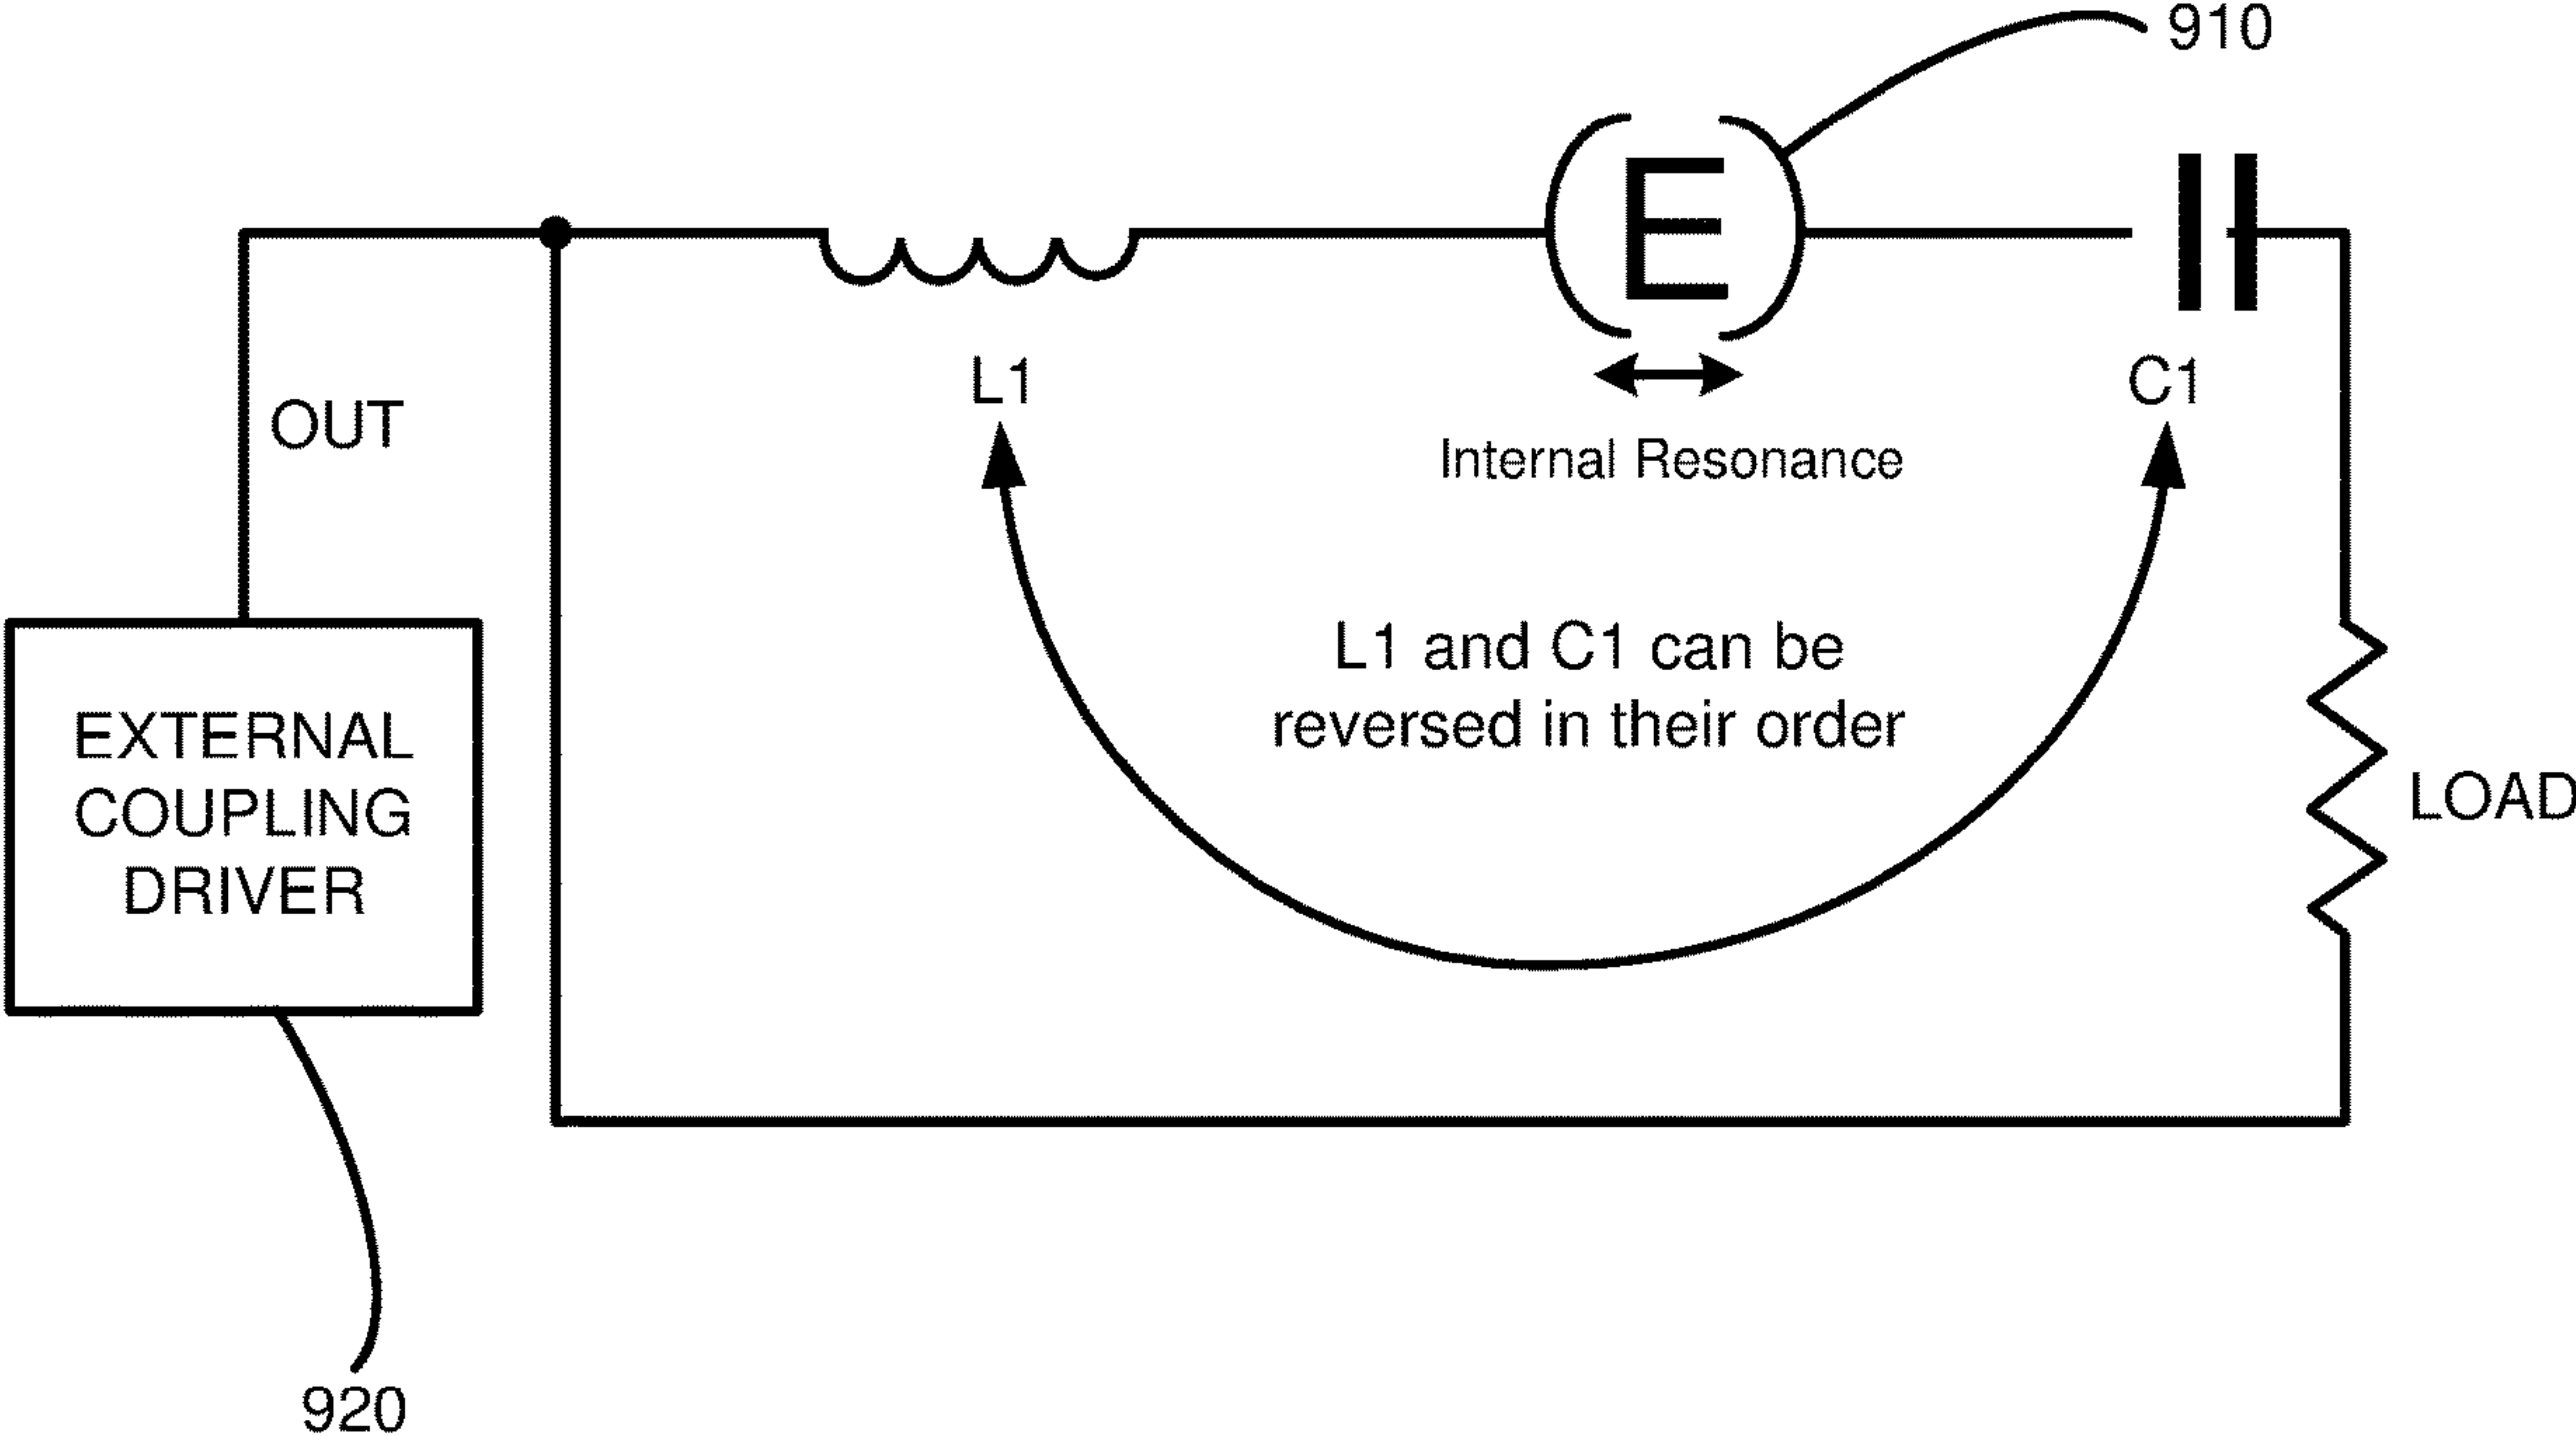 910
E
L1
C1
OUT
Internal Resonance
L1 and C1 can be
reversed in their order
EXTERNAL
COUPLING
DRIVER
LOAD
920